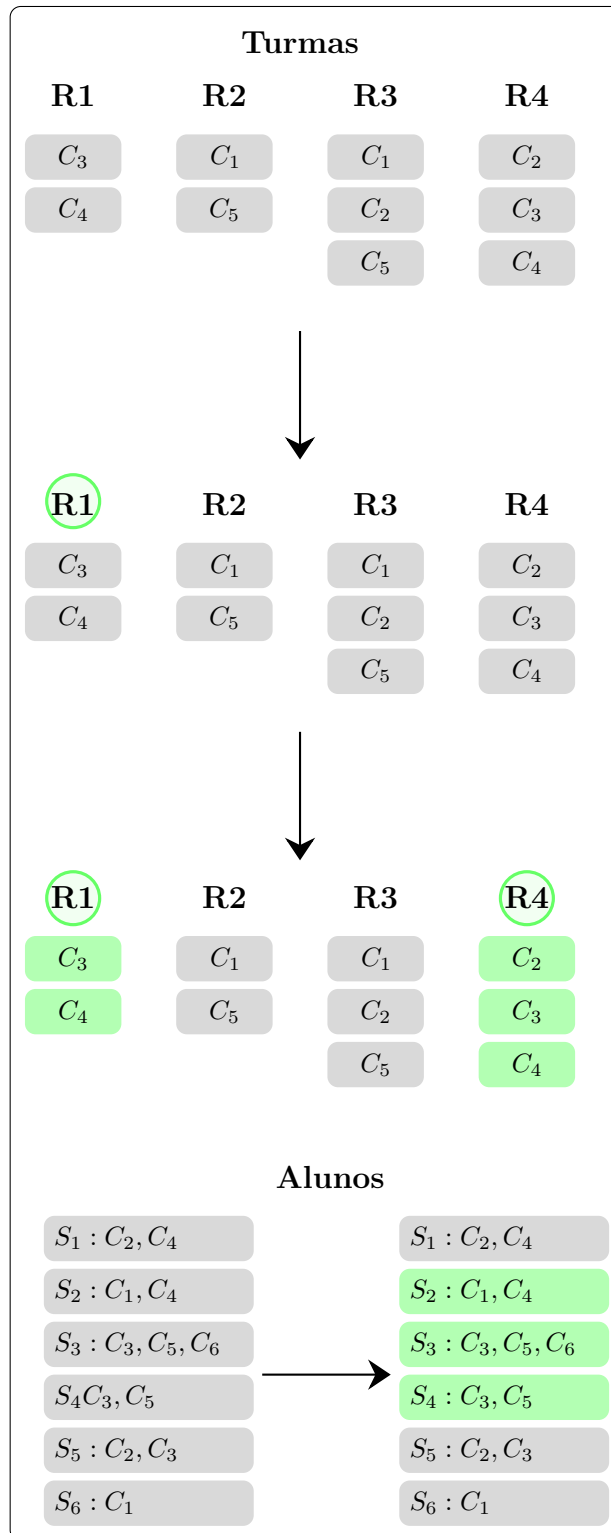 Turmas
R1 R2 R3 R4
C₃ C₁ C₁ C₂
C₄ C₅ C₂ C₃
C₅ C₄
R1 R2 R3 R4
C₃ C₁ C₁ C₂
C₄ C₅ C₂ C₃
C₅ C₄
R1 R2 R3 R4
C₃ C₁ C₁ C₂
C₄ C₅ C₂ C₃
C₅ C�4
Alunos
S₁ : C₂, C₄ S₁ : C₂, C₄
S₂ : C₁, C₄ S₂ : C₁, C₄
S₃ : C₃, C₅, C₆ S₃ : C₃, C₅, C₆
S₄C₃, C₅ S₄ : C₃, C₅
S₅ : C₂, C₃ S₅ : C₂, C₃
S₆ : C₁ S₆ : C₁